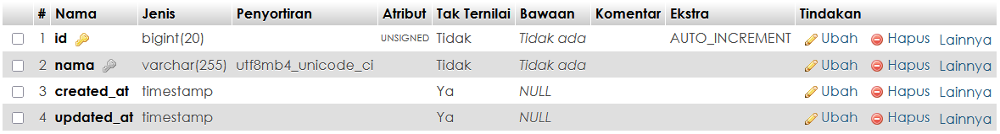 # Nama Jenis Penyortiran Atribut Tak Ternilai Bawaan Komentar Ekstra Tindakan
1 id bigint(20) UNSIGNED Tidak Tidak ada AUTO_INCREMENT Ubah Hapus Lainnya
2 nama varchar(255) utf8mb4_unicode_ci Tidak Tidak ada Ubah Hapus Lainnya
3 created_at timestamp Ya NULL Ubah Hapus Lainnya
4 updated_at timestamp Ya NULL Ubah Hapus Lainnya